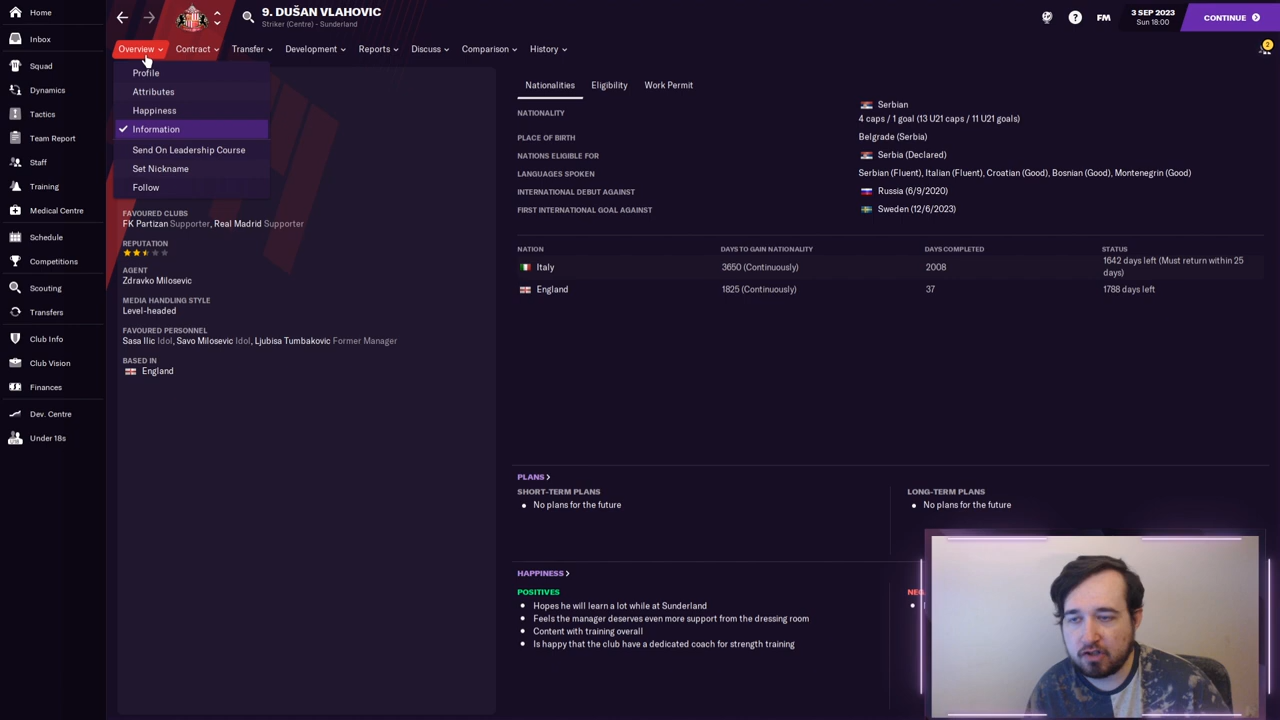 Home
Inbox
Squad
Dynamics
Tactics
Team Report
Staff
Training
Medical Centre
Schedule
Competitions
Scouting
Transfers
Club Info
Club Vision
Finances
Dev. Centre
Under 18s
9. DUŠAN VLAHOVIC
Striker (Centre) - Sunderland
FM
3 SEP 2023
Sun 18:00
CONTINUE
2
Overview
Contract
Transfer
Development
Reports
Discuss
Comparison
History
Profile
Attributes
Happiness
Information
Send On Leadership Course
Set Nickname
Follow
FAVOURED CLUBS
FK Partizan Supporter, Real Madrid Supporter
REPUTATION
AGENT
Zdravko Milosevic
MEDIA HANDLING STYLE
Level-headed
FAVOURED PERSONNEL
Sasa Ilic Idol, Savo Milosevic Idol, Ljubisa Tumbakovic Former Manager
BASED IN
England
Nationalities Eligibility Work Permit
NATIONALITY
Serbian
4 caps / 1 goal (13 U21 caps / 11 U21 goals)
PLACE OF BIRTH Belgrade (Serbia)
NATIONS ELIGIBLE FOR Serbia (Declared)
LANGUAGES SPOKEN Serbian (Fluent), Italian (Fluent), Croatian (Good), Bosnian (Good), Montenegrin (Good)
INTERNATIONAL DEBUT AGAINST Russia (6/9/2020)
FIRST INTERNATIONAL GOAL AGAINST Sweden (12/6/2023)
NATION DAYS TO GAIN NATIONALITY DAYS COMPLETED STATUS
Italy 3650 (Continuously) 2008 1642 days left (Must return within 25 days)
England 1825 (Continuously) 37 1788 days left
PLANS
SHORT-TERM PLANS
No plans for the future
LONG-TERM PLANS
No plans for the future
HAPPINESS
POSITIVES
Hopes he will learn a lot while at Sunderland
Feels the manager deserves even more support from the dressing room
Content with training overall
Is happy that the club have a dedicated coach for strength training